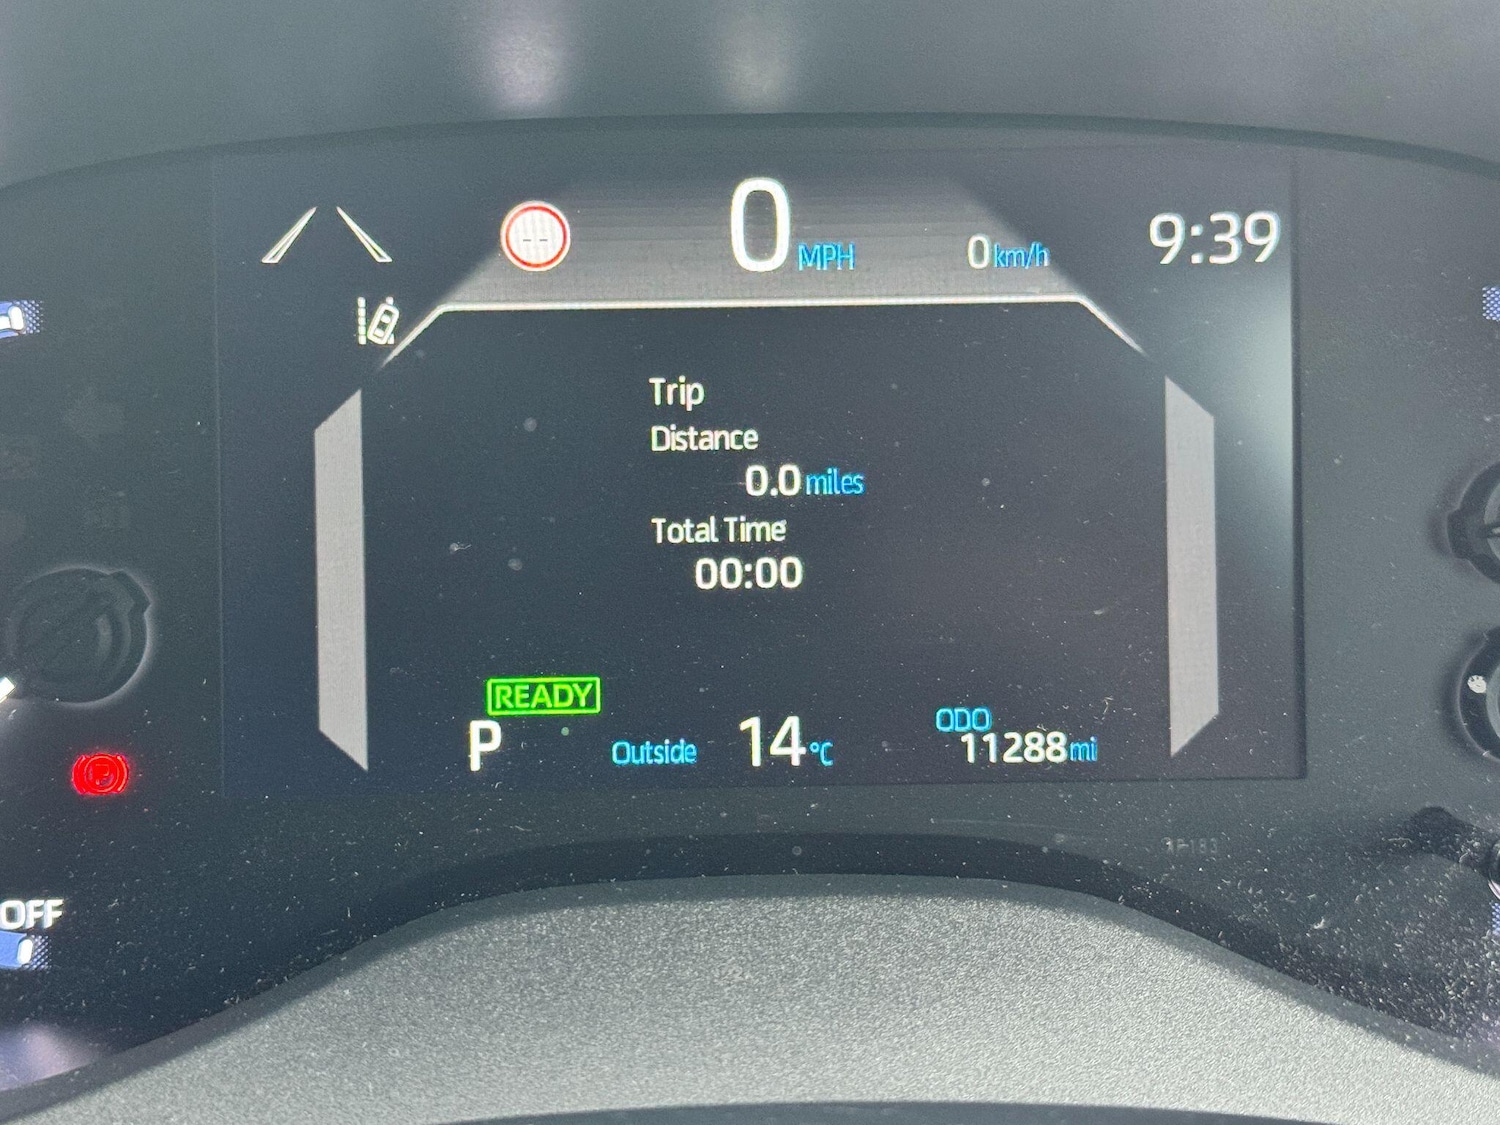 0 MPH
0 km/h
9:39
Trip
Distance
0.0 miles
Total Time
00:00
READY
P
Outside 14°C
ODO
11288 mi
OFF